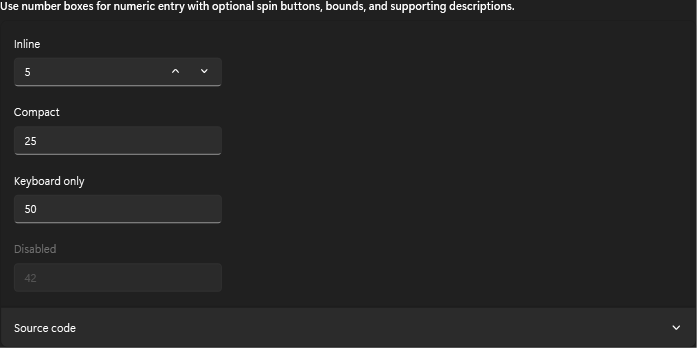 Use number boxes for numeric entry with optional spin buttons, bounds, and supporting descriptions.
Inline
5
Compact
25
Keyboard only
50
Disabled
42
Source code